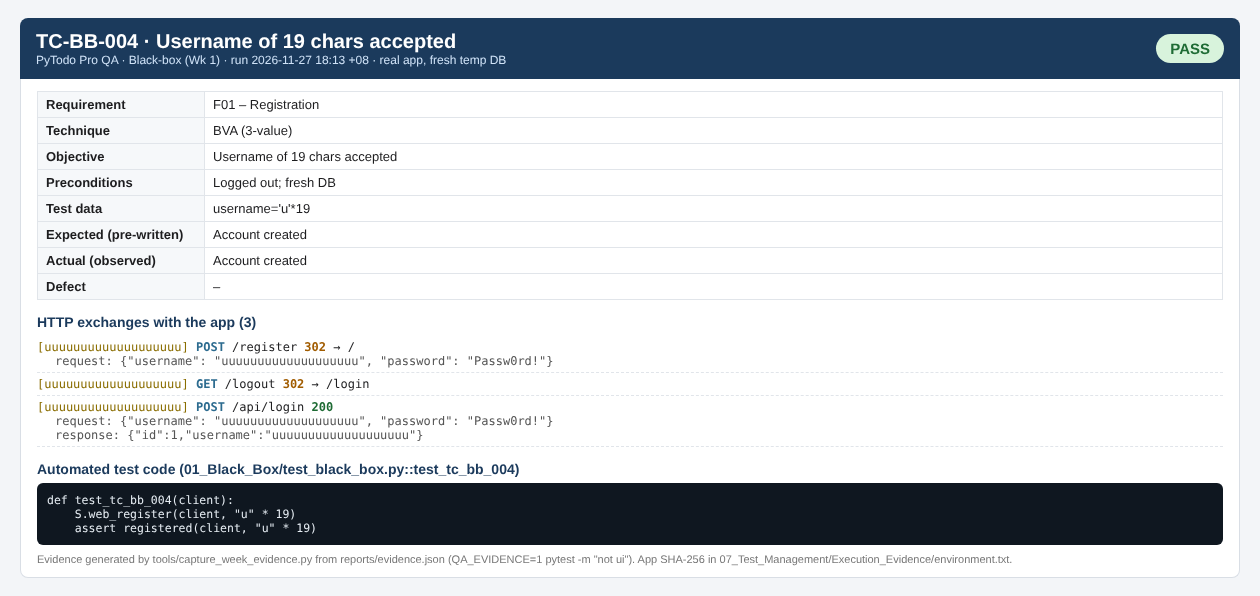 TC-BB-004 · Username of 19 chars accepted
PyTodo Pro QA · Black-box (Wk 1) · run 2026-11-27 18:13 +08 · real app, fresh temp DB
PASS
Requirement F01 – Registration
Technique BVA (3-value)
Objective Username of 19 chars accepted
Preconditions Logged out; fresh DB
Test data username='u'*19
Expected (pre-written) Account created
Actual (observed) Account created
Defect –
HTTP exchanges with the app (3)
[uuuuuuuuuuuuuuuuuuu] POST /register 302 → /
request: {"username": "uuuuuuuuuuuuuuuuuuu", "password": "Passw0rd!"}
[uuuuuuuuuuuuuuuuuuu] GET /logout 302 → /login
[uuuuuuuuuuuuuuuuuuu] POST /api/login 200
request: {"username": "uuuuuuuuuuuuuuuuuuu", "password": "Passw0rd!"}
response: {"id":1,"username":"uuuuuuuuuuuuuuuuuuu"}
Automated test code (01_Black_Box/test_black_box.py::test_tc_bb_004)
def test_tc_bb_004(client):
    S.web_register(client, "u" * 19)
    assert registered(client, "u" * 19)
Evidence generated by tools/capture_week_evidence.py from reports/evidence.json (QA_EVIDENCE=1 pytest -m "not ui"). App SHA-256 in 07_Test_Management/Execution_Evidence/environment.txt.